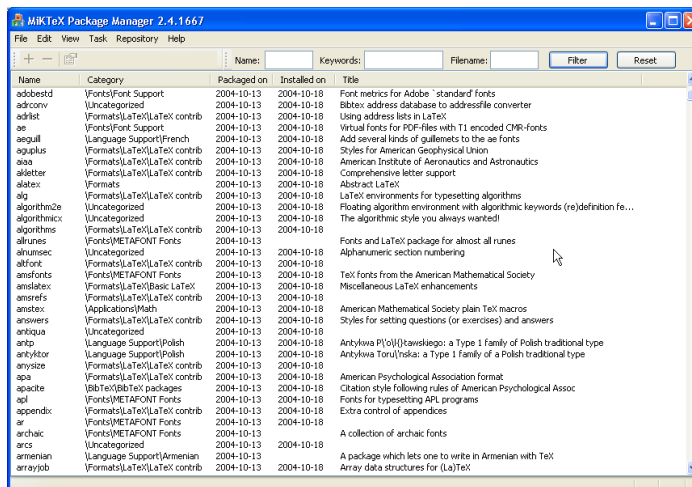 MiKTeX Package Manager 2.4.1667
File Edit View Task Repository Help
Name: Keywords: Filename: Filter Reset
Name Category Packaged on Installed on Title
adobestd \Fonts\Font Support 2004-10-13 2004-10-18 Font metrics for Adobe `standard' fonts
adrconv \Uncategorized 2004-10-13 2004-10-18 Bibtex address database to addressfile converter
adrlist \Formats\LaTeX\LaTeX contrib 2004-10-13 2004-10-18 Using address lists in LaTeX
ae \Fonts\Font Support 2004-10-13 2004-10-18 Virtual fonts for PDF-files with T1 encoded CMR-fonts
aeguill \Language Support\French 2004-10-13 2004-10-18 Add several kinds of guillemets to the ae fonts
aguplus \Formats\LaTeX\LaTeX contrib 2004-10-13 2004-10-18 Styles for American Geophysical Union
aiaa \Formats\LaTeX\LaTeX contrib 2004-10-13 2004-10-18 American Institute of Aeronautics and Astronautics
akletter \Formats\LaTeX\LaTeX contrib 2004-10-13 2004-10-18 Comprehensive letter support
alatex \Formats 2004-10-13 2004-10-18 Abstract LaTeX
alg \Formats\LaTeX\LaTeX contrib 2004-10-13 2004-10-18 LaTeX environments for typesetting algorithms
algorithm2e \Uncategorized 2004-10-13 2004-10-18 Floating algorithm environment with algorithmic keywords (re)definition fe...
algorithmicx \Uncategorized 2004-10-13 2004-10-18 The algorithmic style you always wanted!
algorithms \Formats\LaTeX\LaTeX contrib 2004-10-13 2004-10-18
allrunes \Fonts\METAFONT Fonts 2004-10-13 Fonts and LaTeX package for almost all runes
alnumsec \Uncategorized 2004-10-13 2004-10-18 Alphanumeric section numbering
altfont \Formats\LaTeX\LaTeX contrib 2004-10-13 2004-10-18
amsfonts \Fonts\METAFONT Fonts 2004-10-13 2004-10-18 TeX fonts from the American Mathematical Society
amslatex \Formats\LaTeX\Basic LaTeX 2004-10-13 2004-10-18 Miscellaneous LaTeX enhancements
amsrefs \Formats\LaTeX\LaTeX contrib 2004-10-13 2004-10-18
amstex \Applications\Math 2004-10-13 2004-10-18 American Mathematical Society plain TeX macros
answers \Formats\LaTeX\LaTeX contrib 2004-10-13 2004-10-18 Styles for setting questions (or exercises) and answers
antiqua \Uncategorized 2004-10-13 2004-10-18
antp \Language Support\Polish 2004-10-13 2004-10-18 Antykwa P\'o\l{}tawskiego: a Type 1 family of Polish traditional type
antyktor \Language Support\Polish 2004-10-13 2004-10-18 Antykwa Toru\'nska: a Type 1 family of a Polish traditional type
anysize \Formats\LaTeX\LaTeX contrib 2004-10-13 2004-10-18
apa \Formats\LaTeX\LaTeX contrib 2004-10-13 2004-10-18 American Psychological Association format
apacite \BibTeX\BibTeX packages 2004-10-13 2004-10-18 Citation style following rules of American Psychological Assoc
apl \Fonts\METAFONT Fonts 2004-10-13 2004-10-18 Fonts for typesetting APL programs
appendix \Formats\LaTeX\LaTeX contrib 2004-10-13 2004-10-18 Extra control of appendices
ar \Fonts\METAFONT Fonts 2004-10-13 2004-10-18
archaic \Fonts\METAFONT Fonts 2004-10-13 A collection of archaic fonts
arcs \Uncategorized 2004-10-13 2004-10-18
armenian \Language Support\Armenian 2004-10-13 A package which lets one to write in Armenian with TeX
arrayjob \Formats\LaTeX\LaTeX contrib 2004-10-13 2004-10-18 Array data structures for (La)TeX